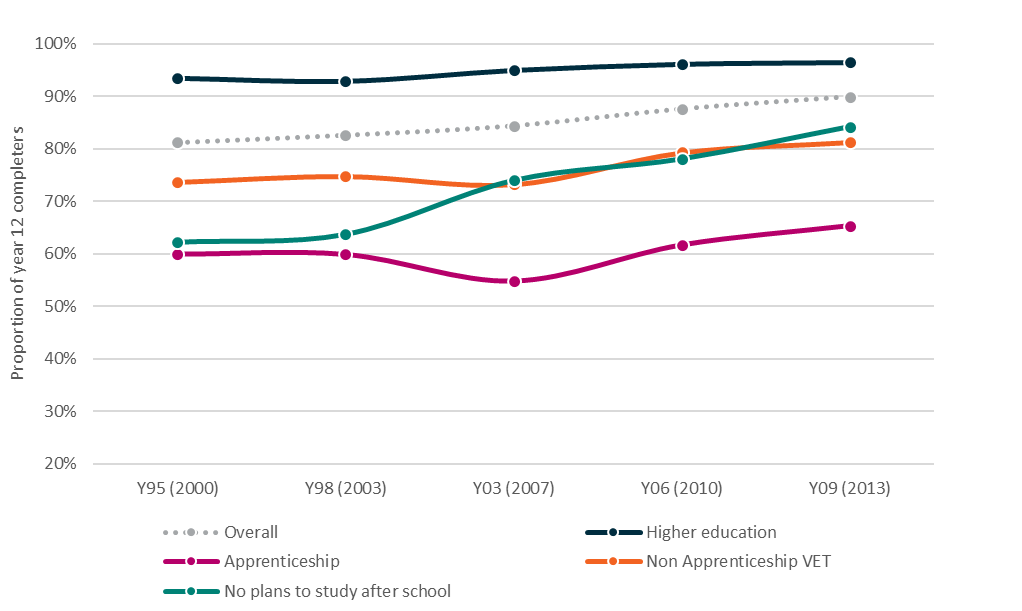 Proportion of year 12 completers
100%
90%
80%
70%
60%
50%
40%
30%
20%
Y95 (2000) Y98 (2003) Y03 (2007) Y06 (2010) Y09 (2013)
Overall Higher education
Apprenticeship Non Apprenticeship VET
No plans to study after school